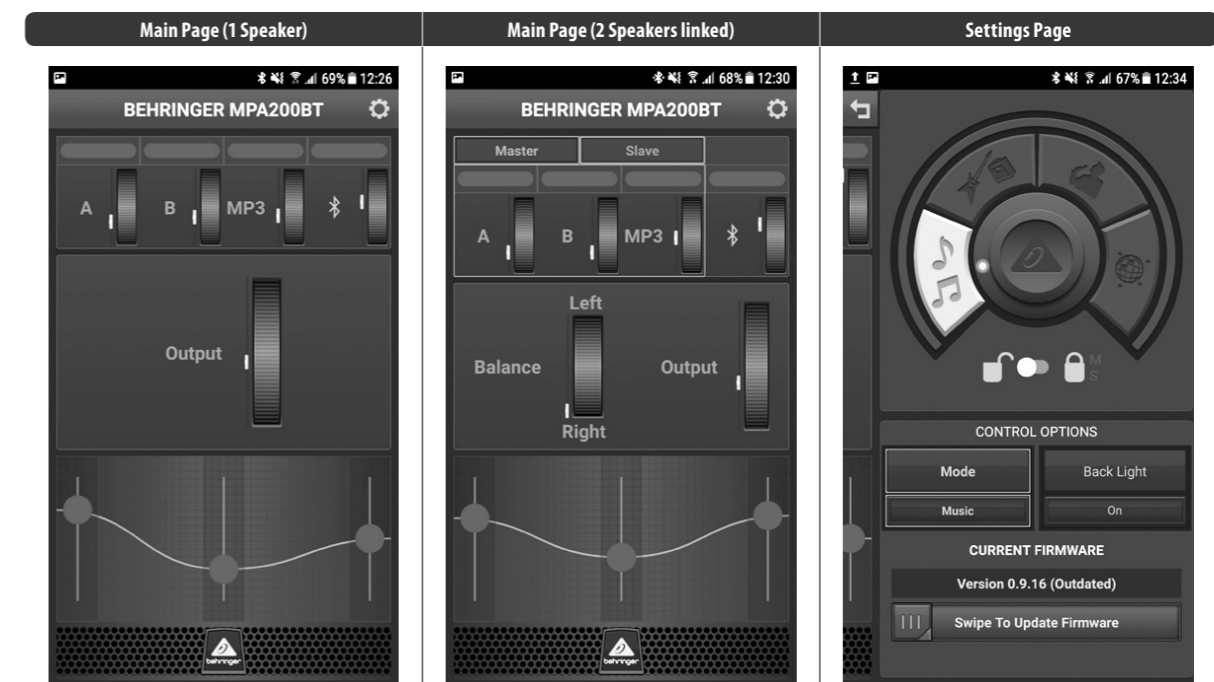 Main Page (1 Speaker)
Main Page (2 Speakers linked)
Settings Page
69% 12:26
BEHRINGER MPA200BT
A B MP3
Output
behringer
68% 12:30
BEHRINGER MPA200BT
Master Slave
A B MP3
Left
Balance Output
Right
behringer
67% 12:34
M
S
CONTROL OPTIONS
Mode Back Light
Music On
CURRENT FIRMWARE
Version 0.9.16 (Outdated)
Swipe To Update Firmware